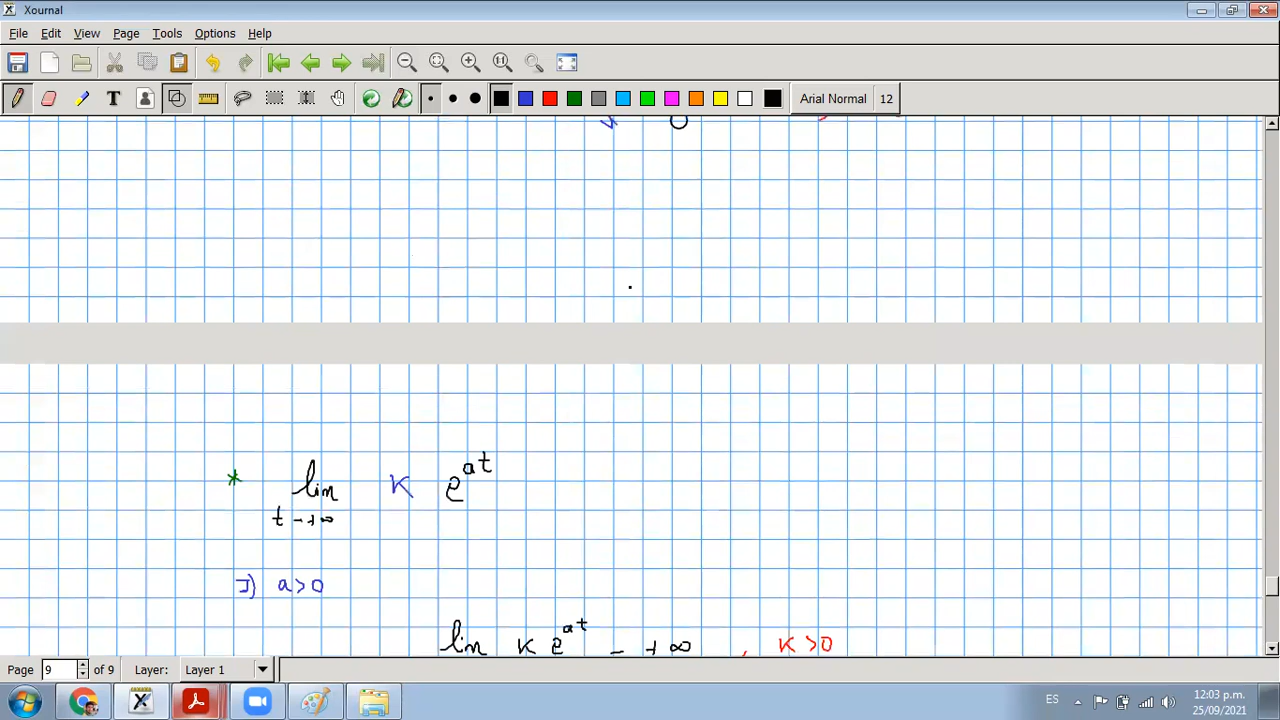 Xournal
File Edit View Page Tools Options Help
T Arial Normal 12
* lim K e^{at}
t→+∞
I) a>0
lim K e^{at} = +∞ , K>0
Page 9 of 9 Layer: Layer 1
ES 12:03 p.m.
25/09/2021